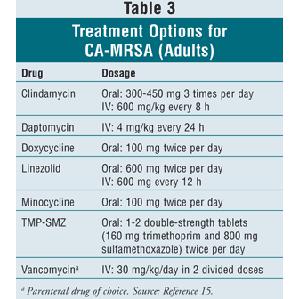 Table 3
Treatment Options for
CA-MRSA (Adults)
Drug Dosage
Clindamycin Oral: 300-450 mg 3 times per day
IV: 600 mg/kg every 8 h
Daptomycin IV: 4 mg/kg every 24 h
Doxycycline Oral: 100 mg twice per day
Linezolid Oral: 600 mg twice per day
IV: 600 mg every 12 h
Minocycline Oral: 100 mg twice per day
TMP-SMZ Oral: 1-2 double-strength tablets
(160 mg trimethoprim and 800 mg
sulfamethoxazole) twice per day
Vancomycinª IV: 30 mg/kg/day in 2 divided doses
ª Parenteral drug of choice. Source: Reference 15.